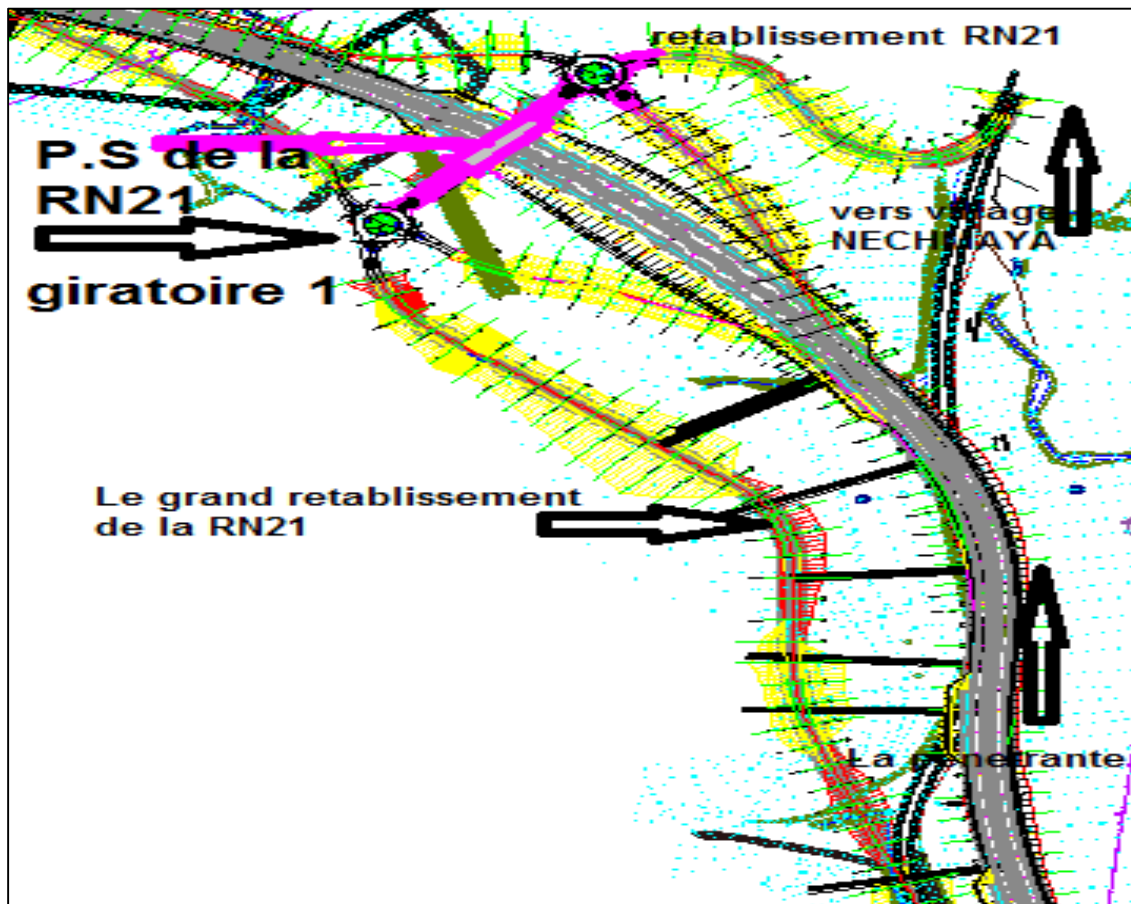 retablissement RN21
P.S de la
RN21
giratoire 1
vers village
NECHMAYA
Le grand retablissement
de la RN21
La penetrante